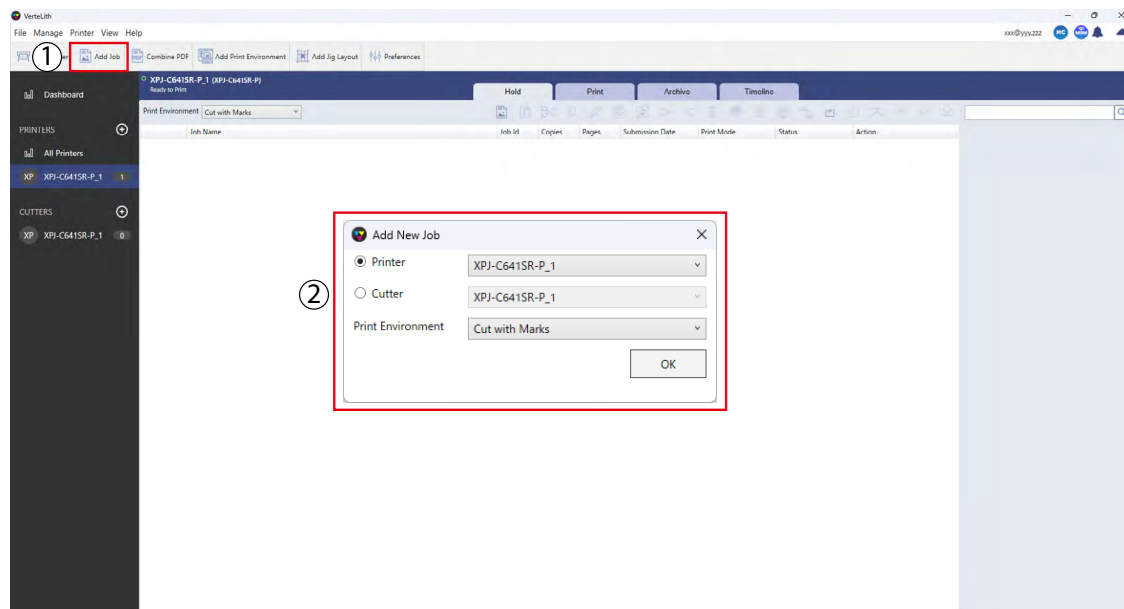 VerteLith
File Manage Printer View Help
xxx@yyy.zzz MC
① er Add Job Combine PDF Add Print Environment Add Jig Layout Preferences
Dashboard
XPJ-C641SR-P_1 (XPJ-C641SR-P)
Ready to Print
Hold Print Archive Timeline
Print Environment Cut with Marks
PRINTERS
Job Name Job Id Copies Pages Submission Date Print Mode Status Action
All Printers
XP XPJ-C641SR-P_1 1
CUTTERS
XP XPJ-C641SR-P_1 0
②
Add New Job
Printer XPJ-C641SR-P_1
Cutter XPJ-C641SR-P_1
Print Environment Cut with Marks
OK